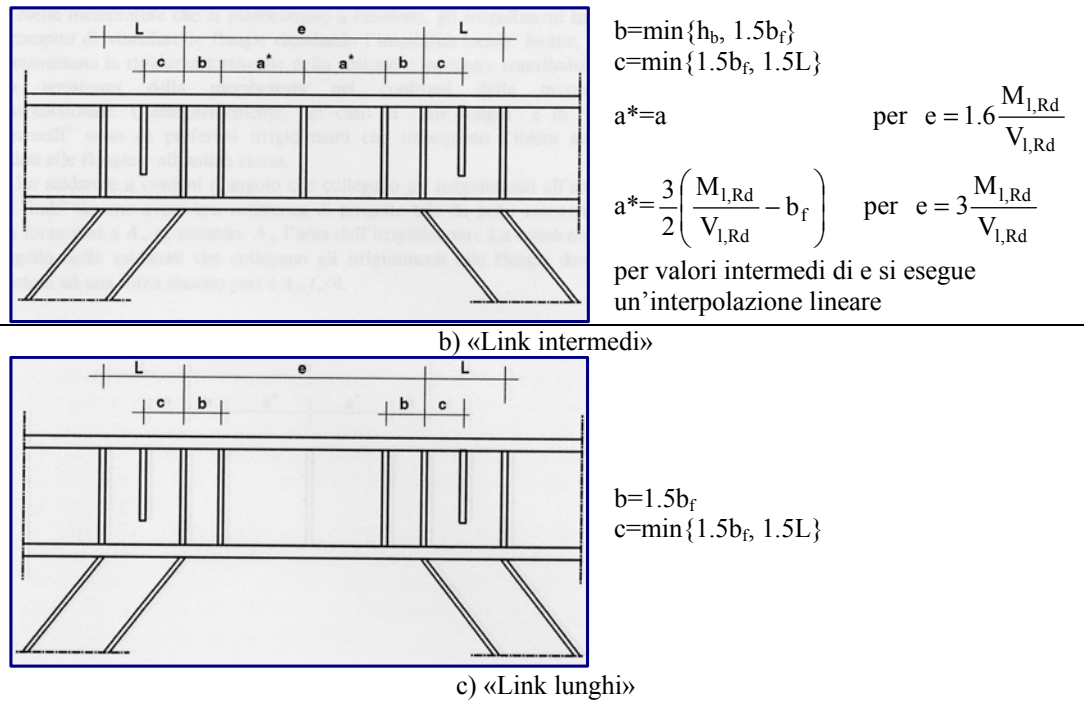 L e L
c b a* a* b c
b=min{h_b, 1.5b_f}
c=min{1.5b_f, 1.5L}
a*=a per e = 1.6 M_l,Rd / V_l,Rd
a*= 3/2 ( M_l,Rd / V_l,Rd − b_f ) per e = 3 M_l,Rd / V_l,Rd
per valori intermedi di e si esegue
un’interpolazione lineare
b) «Link intermedi»
L e L
c b b c
b=1.5b_f
c=min{1.5b_f, 1.5L}
c) «Link lunghi»